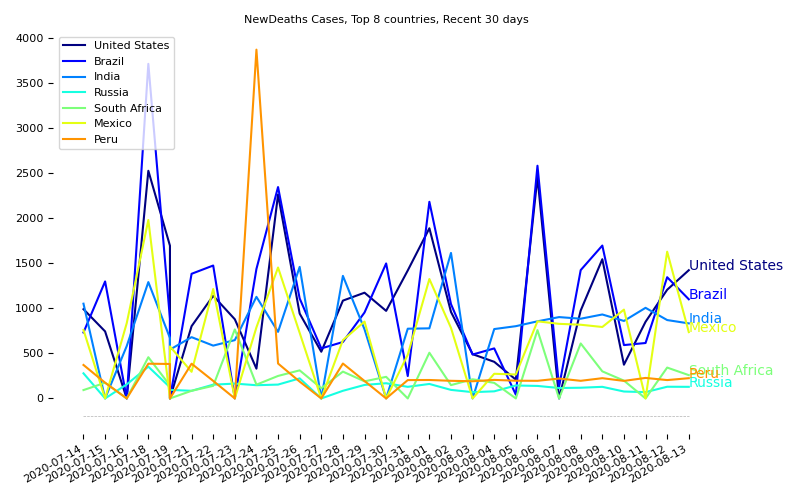 NewDeaths Cases, Top 8 countries, Recent 30 days
4000
3500
3000
2500
2000
1500
1000
500
0
United States
Brazil
India
Russia
South Africa
Mexico
Peru
United States
Brazil
India
Mexico
South Africa
Peru
Russia
2020-07-14
2020-07-15
2020-07-16
2020-07-18
2020-07-19
2020-07-21
2020-07-22
2020-07-23
2020-07-24
2020-07-25
2020-07-26
2020-07-27
2020-07-28
2020-07-29
2020-07-30
2020-07-31
2020-08-01
2020-08-02
2020-08-03
2020-08-04
2020-08-05
2020-08-06
2020-08-07
2020-08-08
2020-08-09
2020-08-10
2020-08-11
2020-08-12
2020-08-13